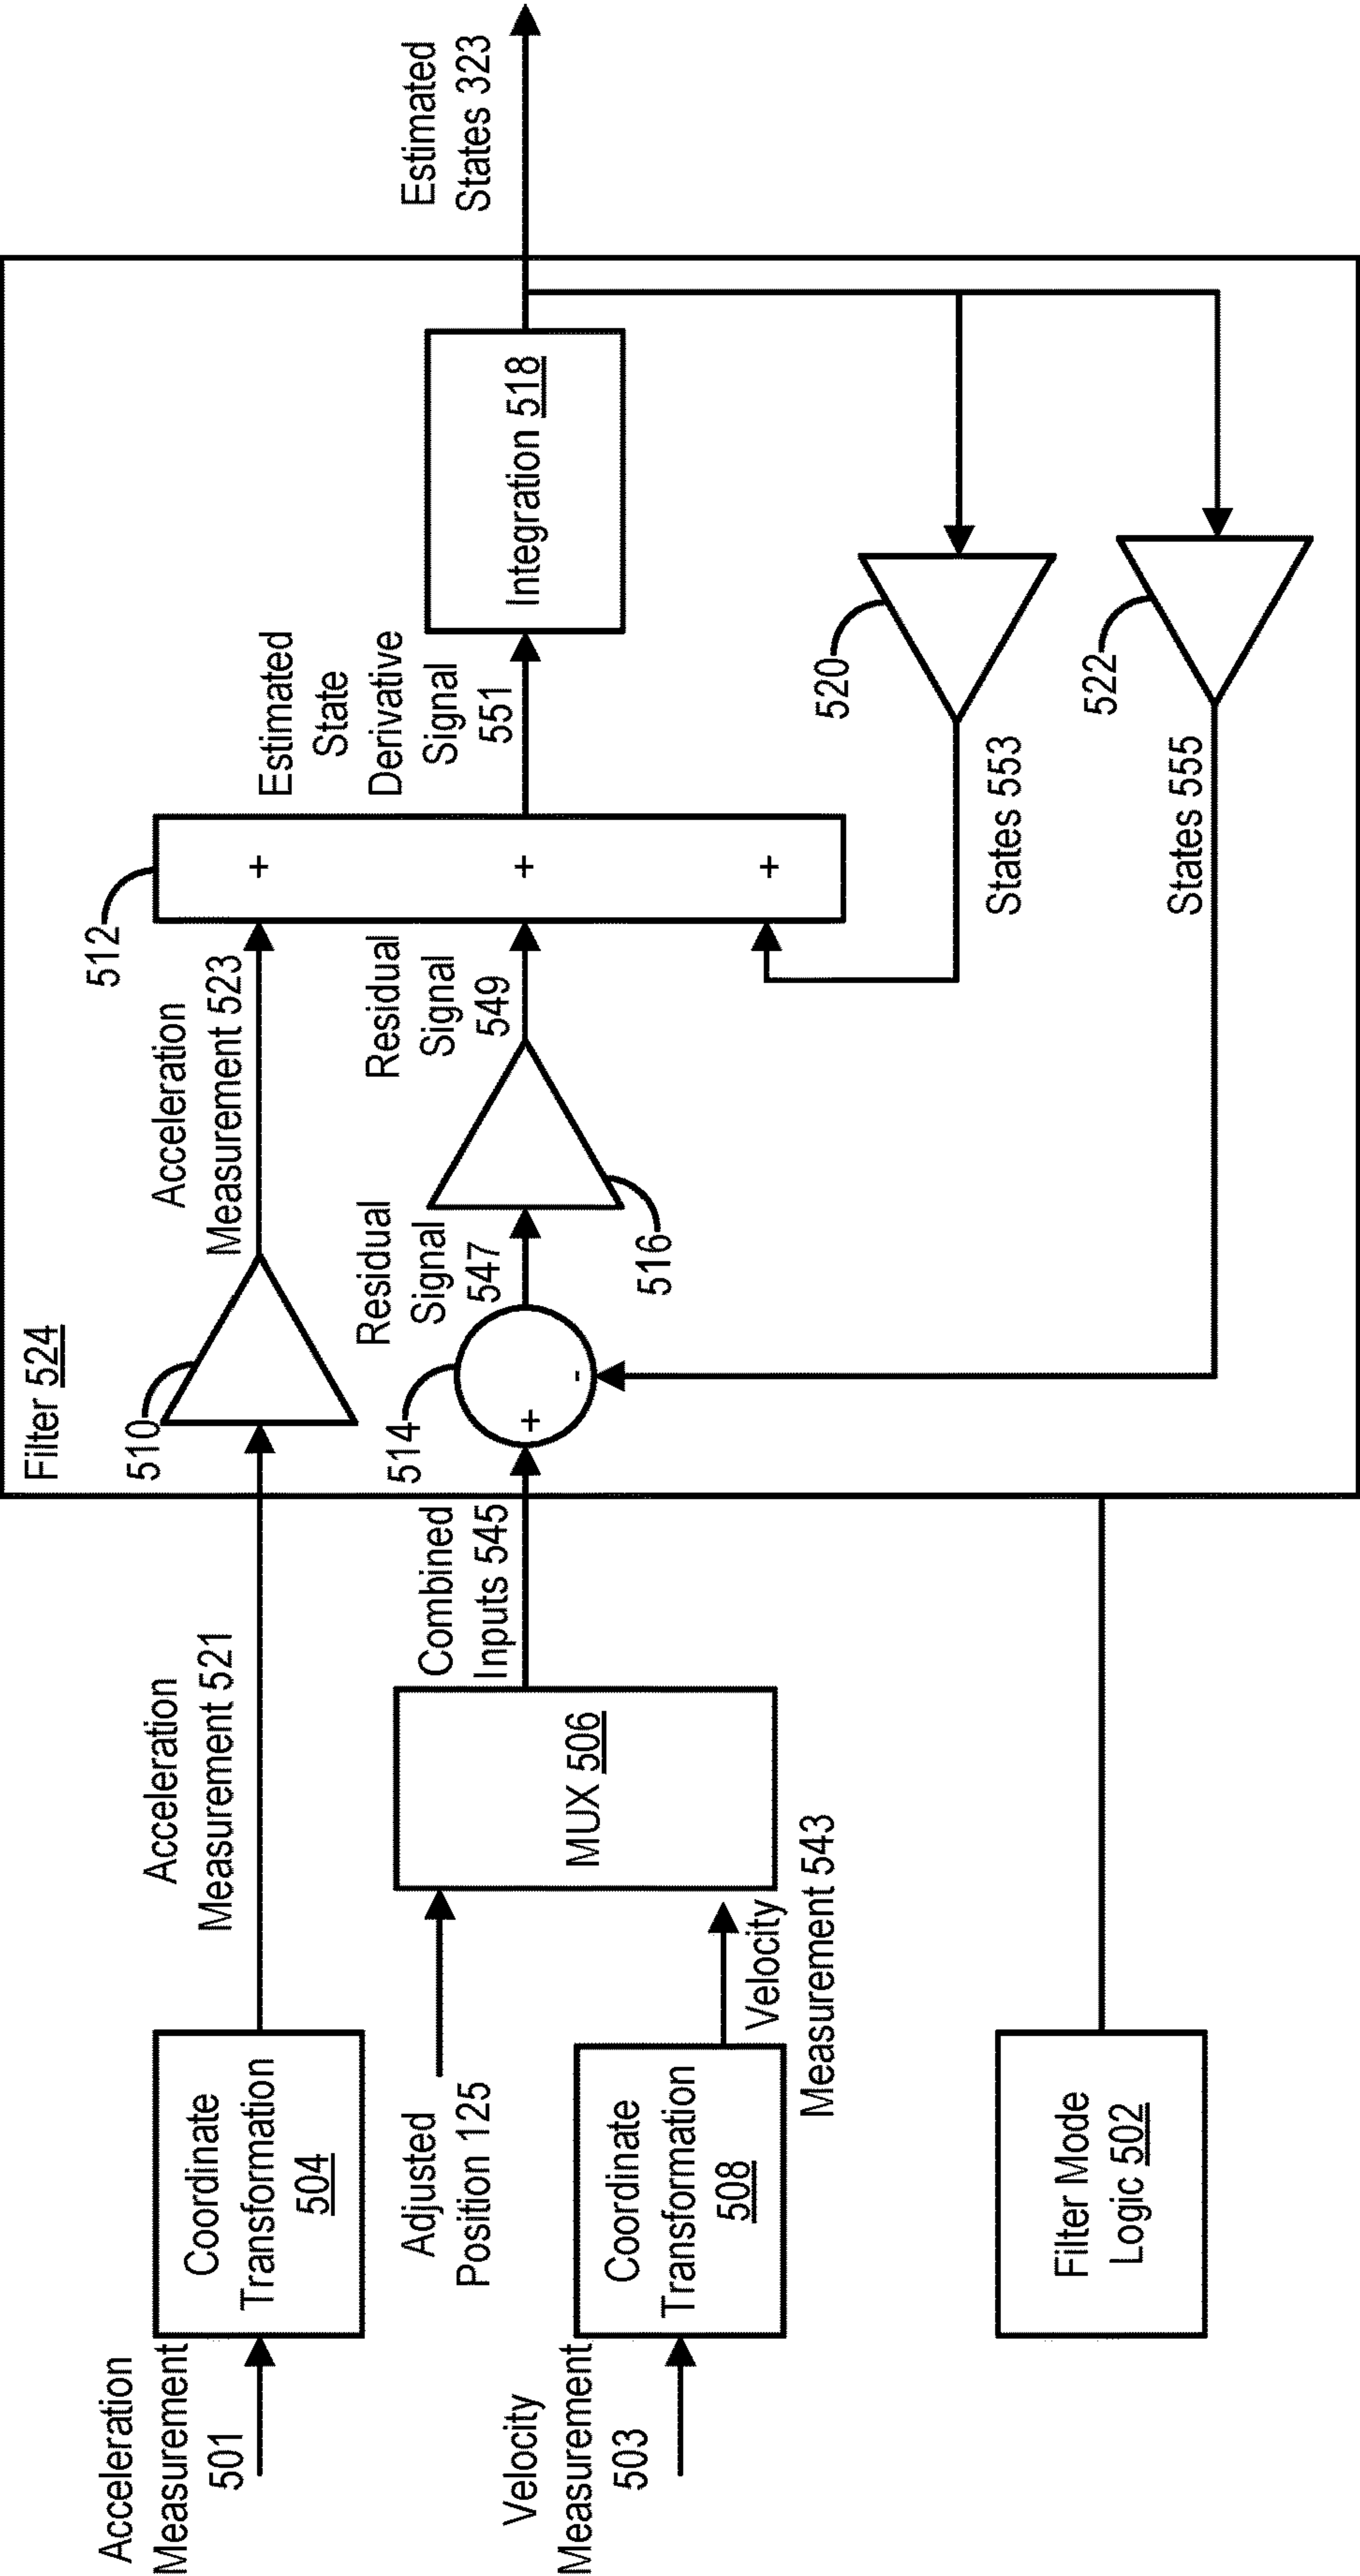 Acceleration
Measurement
501
Coordinate
Transformation
504
Acceleration
Measurement 521
Adjusted
Position 125
Velocity
Measurement
503
Coordinate
Transformation
508
Velocity
Measurement 543
MUX 506
Combined
Inputs 545
Filter Mode
Logic 502
Filter 524
510
Acceleration
Measurement 523
514
+
-
Residual
Signal
547
516
Residual
Signal
549
512
+
+
+
Estimated
State
Derivative
Signal
551
Integration 518
520
States 553
522
States 555
Estimated
States 323